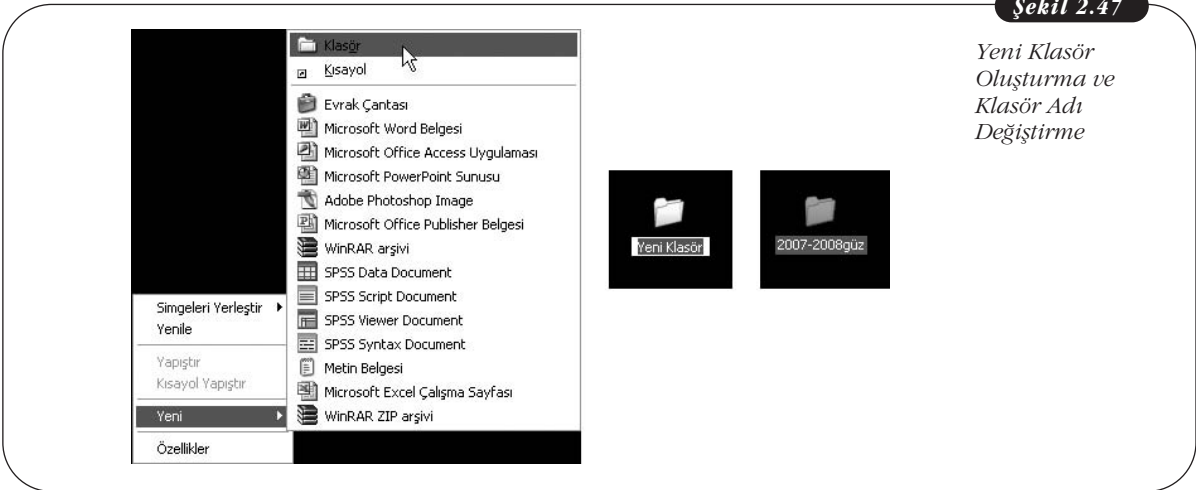 Şekil 2.47
Yeni Klasör
Oluşturma ve
Klasör Adı
Değiştirme
Klasör
Kısayol
Evrak Çantası
Microsoft Word Belgesi
Microsoft Office Access Uygulaması
Microsoft PowerPoint Sunusu
Adobe Photoshop Image
Microsoft Office Publisher Belgesi
WinRAR arşivi
SPSS Data Document
SPSS Script Document
SPSS Viewer Document
SPSS Syntax Document
Metin Belgesi
Microsoft Excel Çalışma Sayfası
WinRAR ZIP arşivi
Simgeleri Yerleştir
Yenile
Yapıştır
Kısayol Yapıştır
Yeni
Özellikler
Yeni Klasör
2007-2008güz